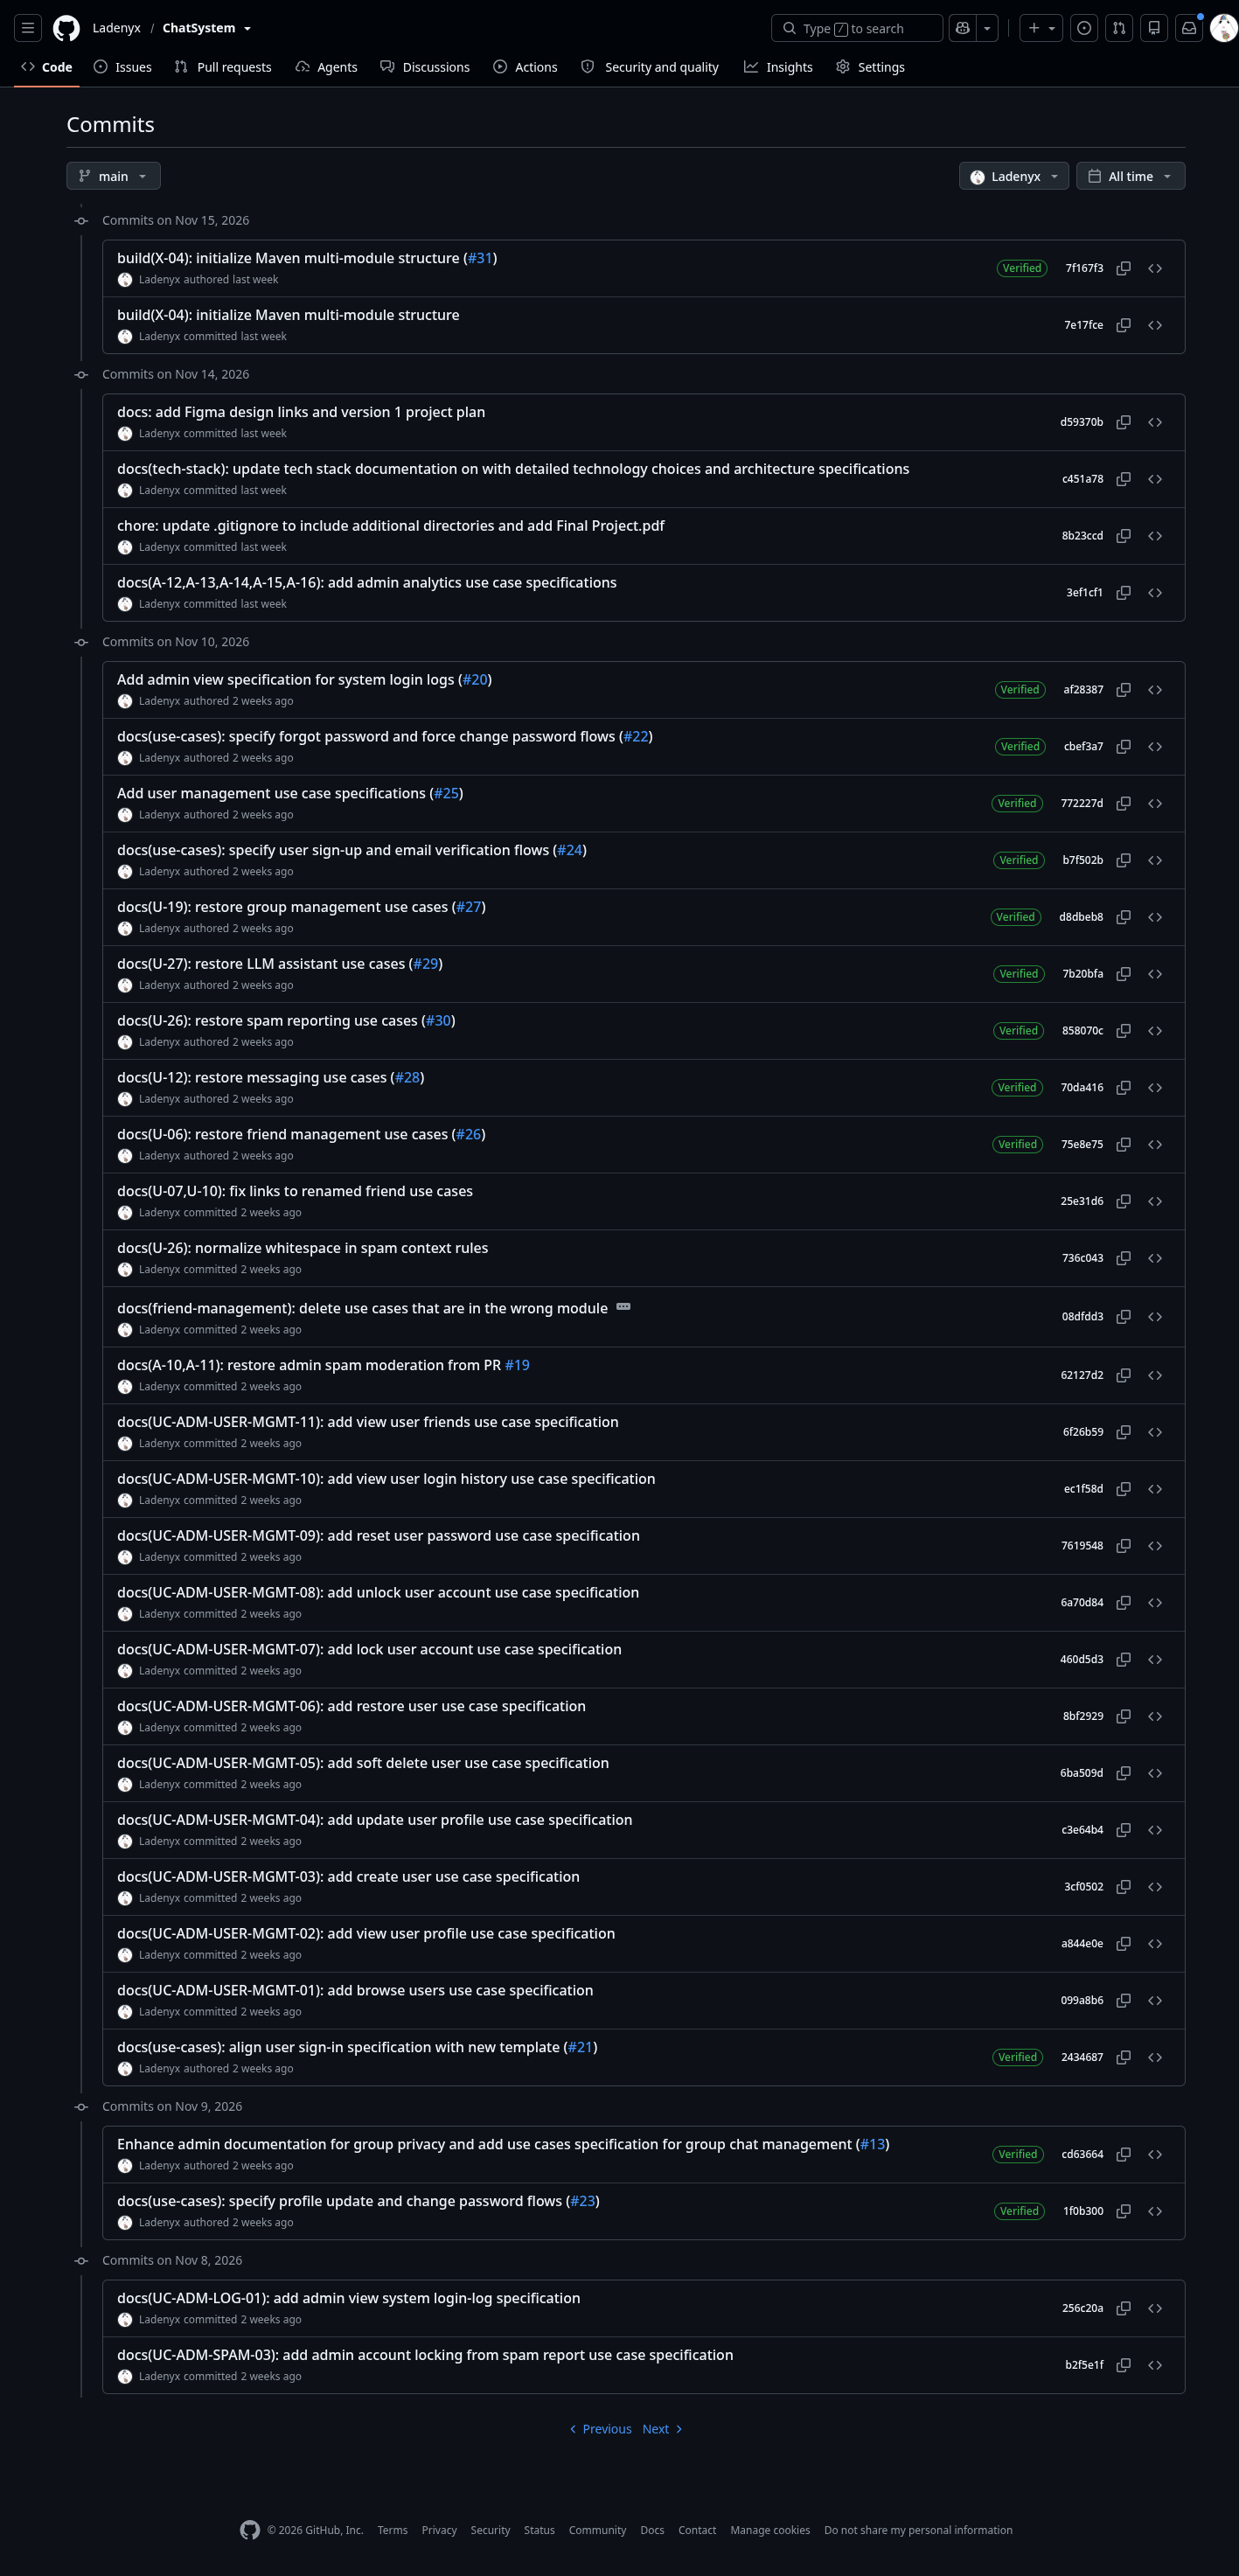 Ladenyx / ChatSystem
Type / to search
Code Issues Pull requests Agents Discussions Actions Security and quality Insights Settings
Commits
main Ladenyx All time
Commits on Nov 15, 2026
build(X-04): initialize Maven multi-module structure (#31)
Ladenyx authored last week
Verified 7f167f3
build(X-04): initialize Maven multi-module structure
Ladenyx committed last week
7e17fce
Commits on Nov 14, 2026
docs: add Figma design links and version 1 project plan
Ladenyx committed last week
d59370b
docs(tech-stack): update tech stack documentation on with detailed technology choices and architecture specifications
Ladenyx committed last week
c451a78
chore: update .gitignore to include additional directories and add Final Project.pdf
Ladenyx committed last week
8b23ccd
docs(A-12,A-13,A-14,A-15,A-16): add admin analytics use case specifications
Ladenyx committed last week
3ef1cf1
Commits on Nov 10, 2026
Add admin view specification for system login logs (#20)
Ladenyx authored 2 weeks ago
Verified af28387
docs(use-cases): specify forgot password and force change password flows (#22)
Ladenyx authored 2 weeks ago
Verified cbef3a7
Add user management use case specifications (#25)
Ladenyx authored 2 weeks ago
Verified 772227d
docs(use-cases): specify user sign-up and email verification flows (#24)
Ladenyx authored 2 weeks ago
Verified b7f502b
docs(U-19): restore group management use cases (#27)
Ladenyx authored 2 weeks ago
Verified d8dbeb8
docs(U-27): restore LLM assistant use cases (#29)
Ladenyx authored 2 weeks ago
Verified 7b20bfa
docs(U-26): restore spam reporting use cases (#30)
Ladenyx authored 2 weeks ago
Verified 858070c
docs(U-12): restore messaging use cases (#28)
Ladenyx authored 2 weeks ago
Verified 70da416
docs(U-06): restore friend management use cases (#26)
Ladenyx authored 2 weeks ago
Verified 75e8e75
docs(U-07,U-10): fix links to renamed friend use cases
Ladenyx committed 2 weeks ago
25e31d6
docs(U-26): normalize whitespace in spam context rules
Ladenyx committed 2 weeks ago
736c043
docs(friend-management): delete use cases that are in the wrong module
Ladenyx committed 2 weeks ago
08dfdd3
docs(A-10,A-11): restore admin spam moderation from PR #19
Ladenyx committed 2 weeks ago
62127d2
docs(UC-ADM-USER-MGMT-11): add view user friends use case specification
Ladenyx committed 2 weeks ago
6f26b59
docs(UC-ADM-USER-MGMT-10): add view user login history use case specification
Ladenyx committed 2 weeks ago
ec1f58d
docs(UC-ADM-USER-MGMT-09): add reset user password use case specification
Ladenyx committed 2 weeks ago
7619548
docs(UC-ADM-USER-MGMT-08): add unlock user account use case specification
Ladenyx committed 2 weeks ago
6a70d84
docs(UC-ADM-USER-MGMT-07): add lock user account use case specification
Ladenyx committed 2 weeks ago
460d5d3
docs(UC-ADM-USER-MGMT-06): add restore user use case specification
Ladenyx committed 2 weeks ago
8bf2929
docs(UC-ADM-USER-MGMT-05): add soft delete user use case specification
Ladenyx committed 2 weeks ago
6ba509d
docs(UC-ADM-USER-MGMT-04): add update user profile use case specification
Ladenyx committed 2 weeks ago
c3e64b4
docs(UC-ADM-USER-MGMT-03): add create user use case specification
Ladenyx committed 2 weeks ago
3cf0502
docs(UC-ADM-USER-MGMT-02): add view user profile use case specification
Ladenyx committed 2 weeks ago
a844e0e
docs(UC-ADM-USER-MGMT-01): add browse users use case specification
Ladenyx committed 2 weeks ago
099a8b6
docs(use-cases): align user sign-in specification with new template (#21)
Ladenyx authored 2 weeks ago
Verified 2434687
Commits on Nov 9, 2026
Enhance admin documentation for group privacy and add use cases specification for group chat management (#13)
Ladenyx authored 2 weeks ago
Verified cd63664
docs(use-cases): specify profile update and change password flows (#23)
Ladenyx authored 2 weeks ago
Verified 1f0b300
Commits on Nov 8, 2026
docs(UC-ADM-LOG-01): add admin view system login-log specification
Ladenyx committed 2 weeks ago
256c20a
docs(UC-ADM-SPAM-03): add admin account locking from spam report use case specification
Ladenyx committed 2 weeks ago
b2f5e1f
Previous Next
© 2026 GitHub, Inc. Terms Privacy Security Status Community Docs Contact Manage cookies Do not share my personal information